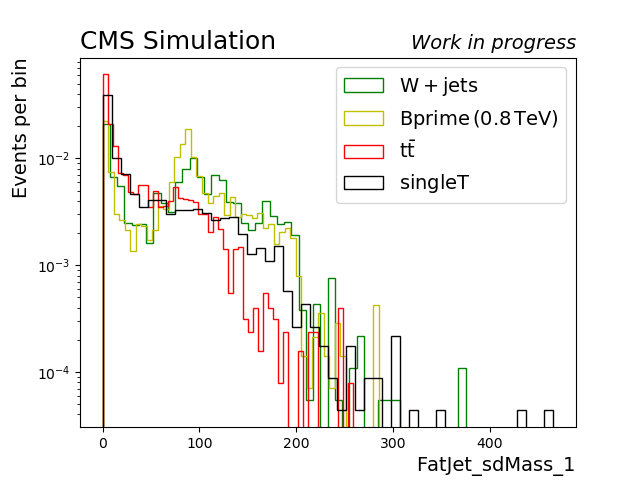 CMS Simulation
Work in progress
Events per bin
W + jets
Bprime (0.8 TeV)
tt̄
singleT
10⁻²
10⁻³
10⁻⁴
0 100 200 300 400
FatJet_sdMass_1